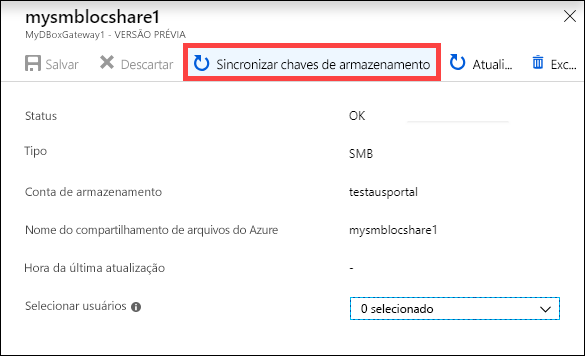 mysmblocshare1
MyDBoxGateway1 - VERSÃO PRÉVIA
Salvar Descartar Sincronizar chaves de armazenamento Atuali... Exc...
Status OK
Tipo SMB
Conta de armazenamento testausportal
Nome do compartilhamento de arquivos do Azure mysmblocshare1
Hora da última atualização -
Selecionar usuários 0 selecionado